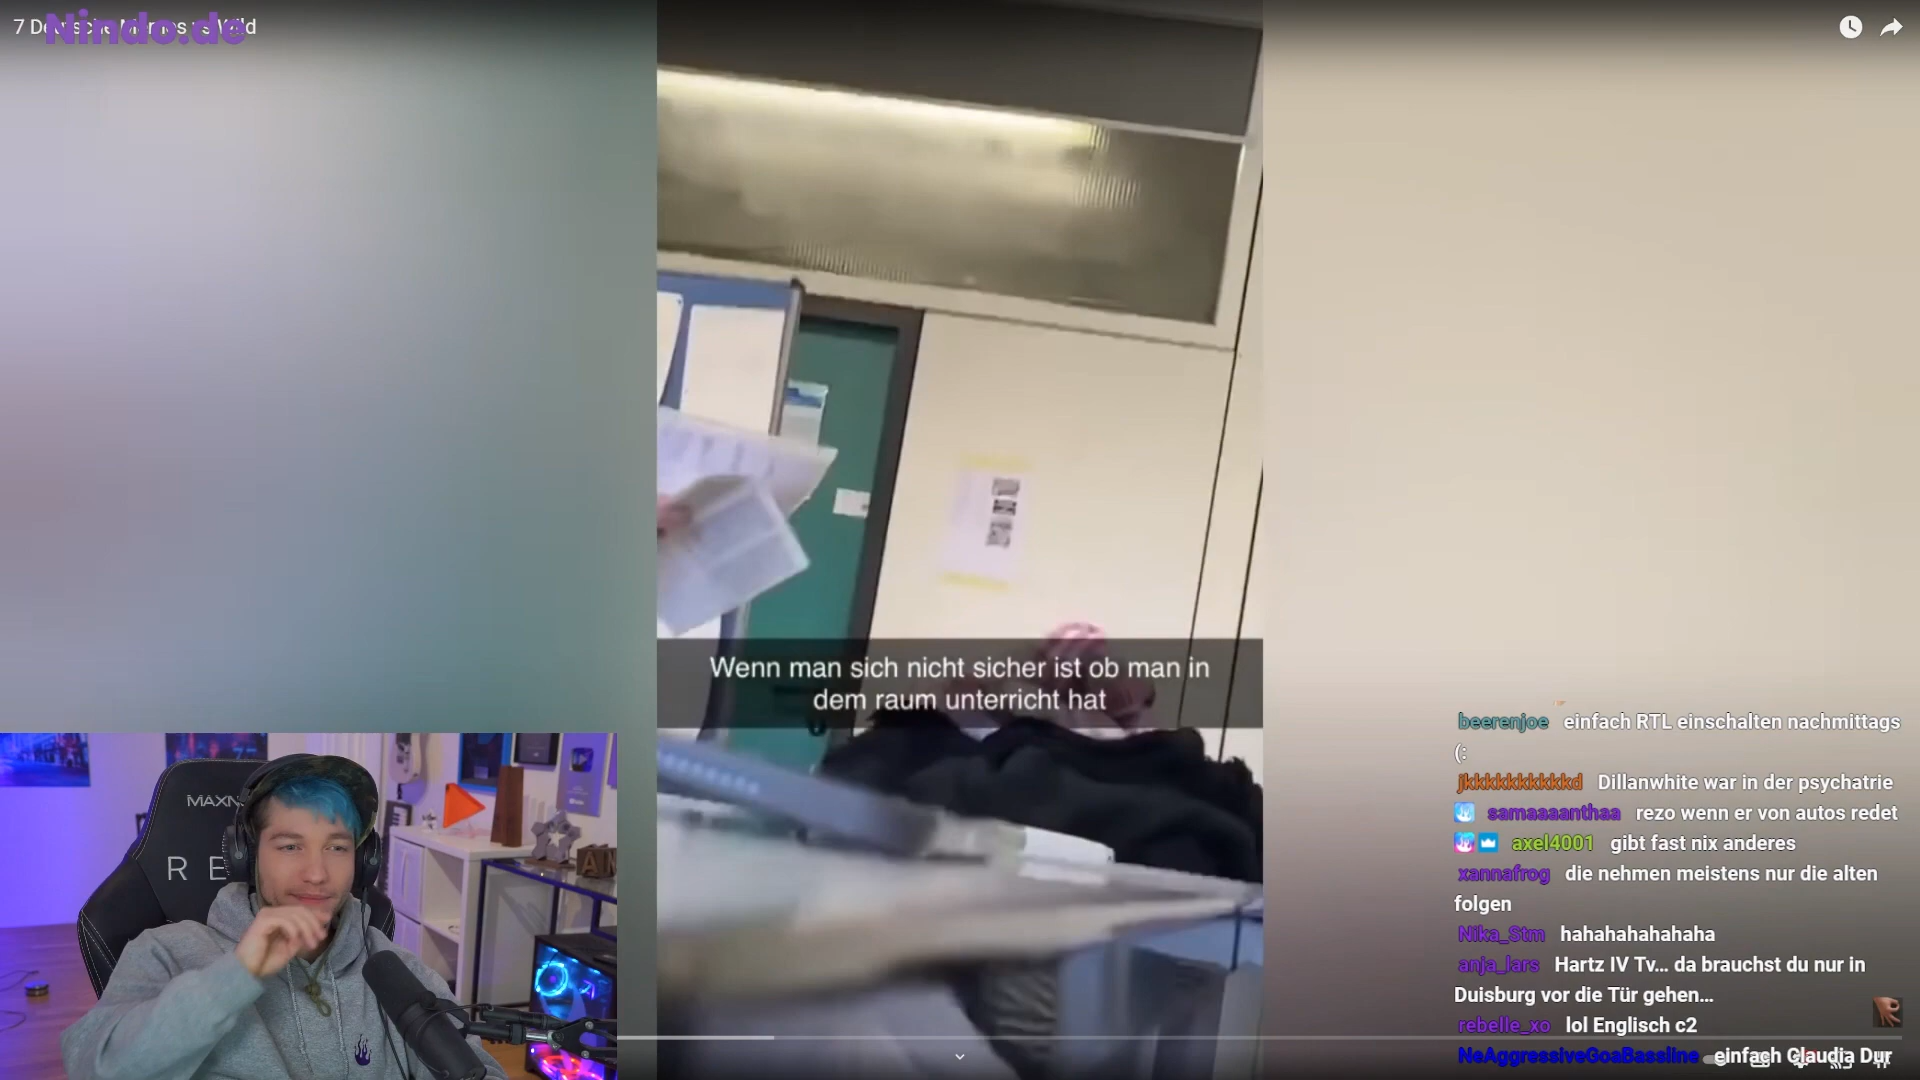 Nindo.de
Wenn man sich nicht sicher ist ob man in
dem raum unterricht hat
MAXN
R E
beerenjoe einfach RTL einschalten nachmittags
(:
jkkkkkkkkkkd Dillanwhite war in der psychatrie
samaaaanthaa rezo wenn er von autos redet
axel4001 gibt fast nix anderes
xannafrog die nehmen meistens nur die alten
folgen
Nika_Stm hahahahahahaha
anja_lars Hartz IV Tv... da brauchst du nur in
Duisburg vor die Tür gehen...
rebelle_xo lol Englisch c2
NeAggressiveGoaBassline einfach Claudia Dur